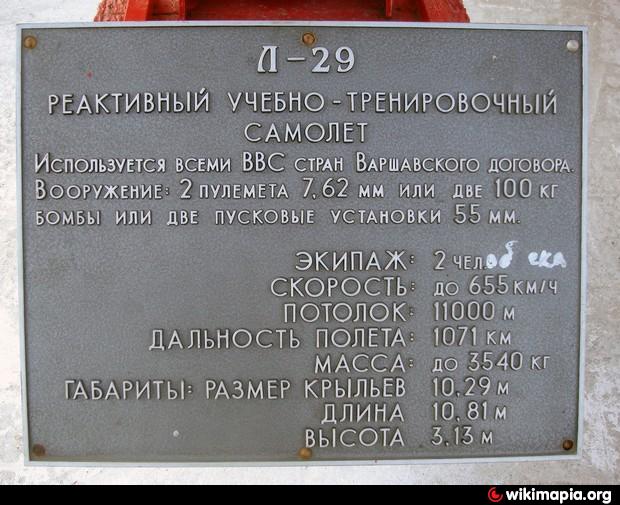 Л-29
РЕАКТИВНЫЙ УЧЕБНО-ТРЕНИРОВОЧНЫЙ
САМОЛЕТ
ИСПОЛЬЗУЕТСЯ ВСЕМИ ВВС СТРАН ВАРШАВСКОГО ДОГОВОРА.
ВООРУЖЕНИЕ: 2 ПУЛЕМЕТА 7,62 ММ ИЛИ ДВЕ 100 КГ
БОМБЫ ИЛИ ДВЕ ПУСКОВЫЕ УСТАНОВКИ 55 ММ.
ЭКИПАЖ: 2 ЧЕЛ.об ека
СКОРОСТЬ: ДО 655 КМ/Ч
ПОТОЛОК: 11000 М
ДАЛЬНОСТЬ ПОЛЕТА: 1071 КМ
МАССА: ДО 3540 КГ
ГАБАРИТЫ: РАЗМЕР КРЫЛЬЕВ 10,29 М
ДЛИНА 10,81 М
ВЫСОТА 3,13 М
wikimapia.org